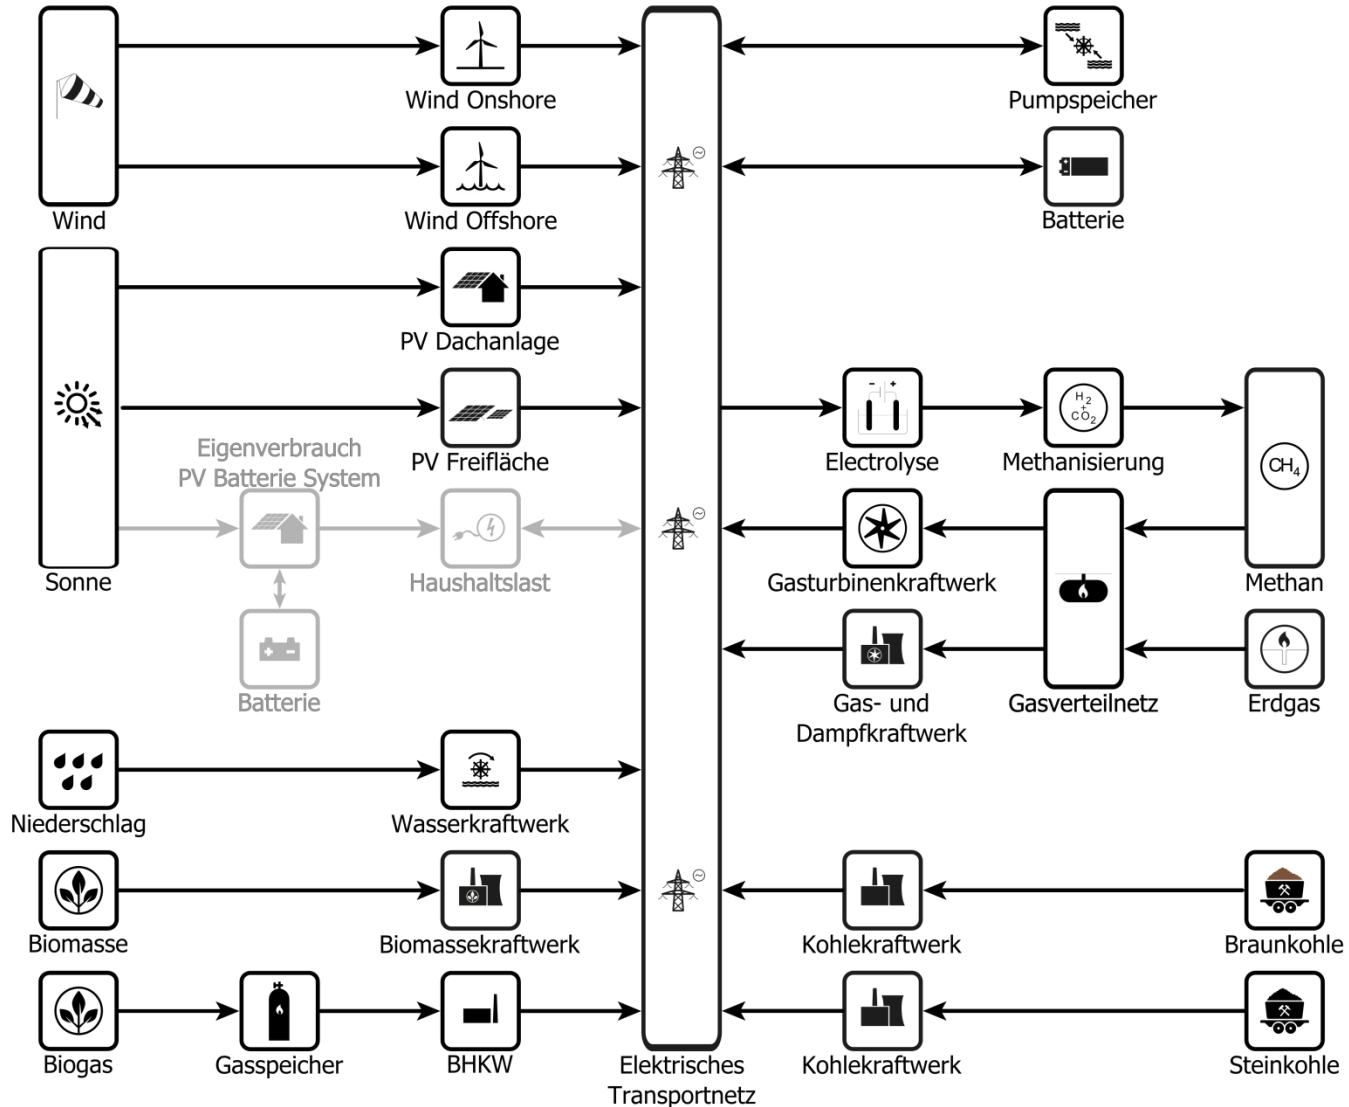 Wind Onshore
Pumpspeicher
Wind
Wind Offshore
Batterie
PV Dachanlage
- +
H2
+
CO2
Eigenverbrauch
PV Batterie System
PV Freifläche
Electrolyse
Methanisierung
CH4
Sonne
Haushaltslast
Gasturbinenkraftwerk
Methan
+ -
Batterie
Gas- und
Dampfkraftwerk
Gasverteilnetz
Erdgas
Niederschlag
Wasserkraftwerk
Biomasse
Biomassekraftwerk
Kohlekraftwerk
Braunkohle
Biogas
Gasspeicher
BHKW
Elektrisches
Transportnetz
Kohlekraftwerk
Steinkohle